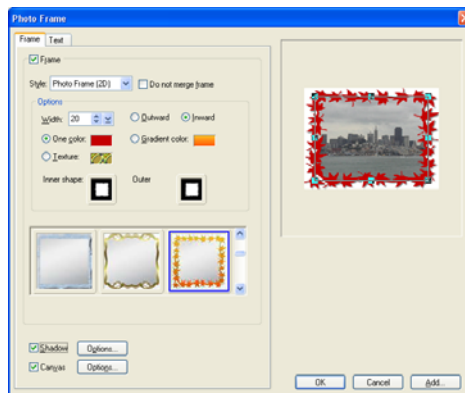 Photo Frame
Frame Text
Frame
Style: Photo Frame (2D) Do not merge frame
Options
Width: 20 Outward Inward
One color: Gradient color:
Texture:
Inner shape: Outer
Shadow Options...
Canvas Options...
OK Cancel Add...